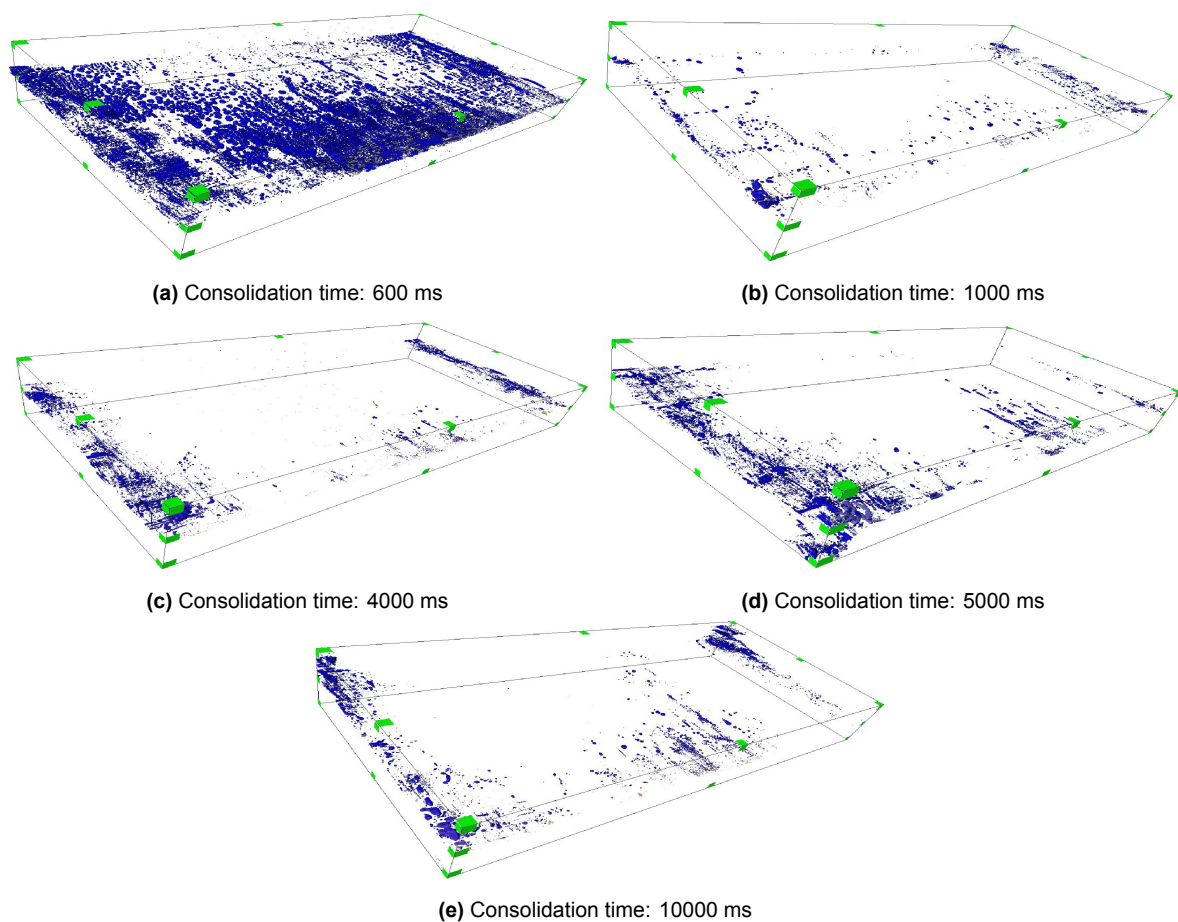 (a) Consolidation time: 600 ms
(b) Consolidation time: 1000 ms
(c) Consolidation time: 4000 ms
(d) Consolidation time: 5000 ms
(e) Consolidation time: 10000 ms